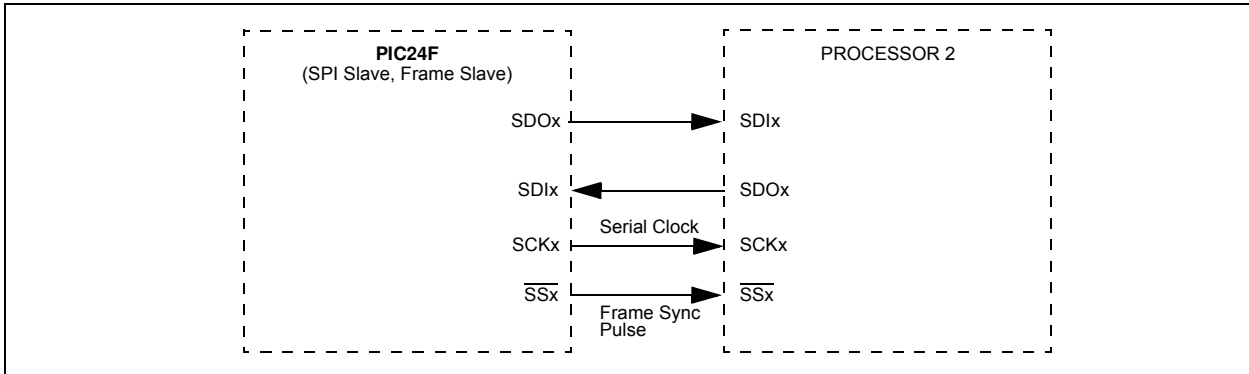 PIC24F
(SPI Slave, Frame Slave)
PROCESSOR 2
SDOx
SDIx
SDIx
SDOx
Serial Clock
SCKx
SCKx
SSx
SSx
Frame Sync
Pulse